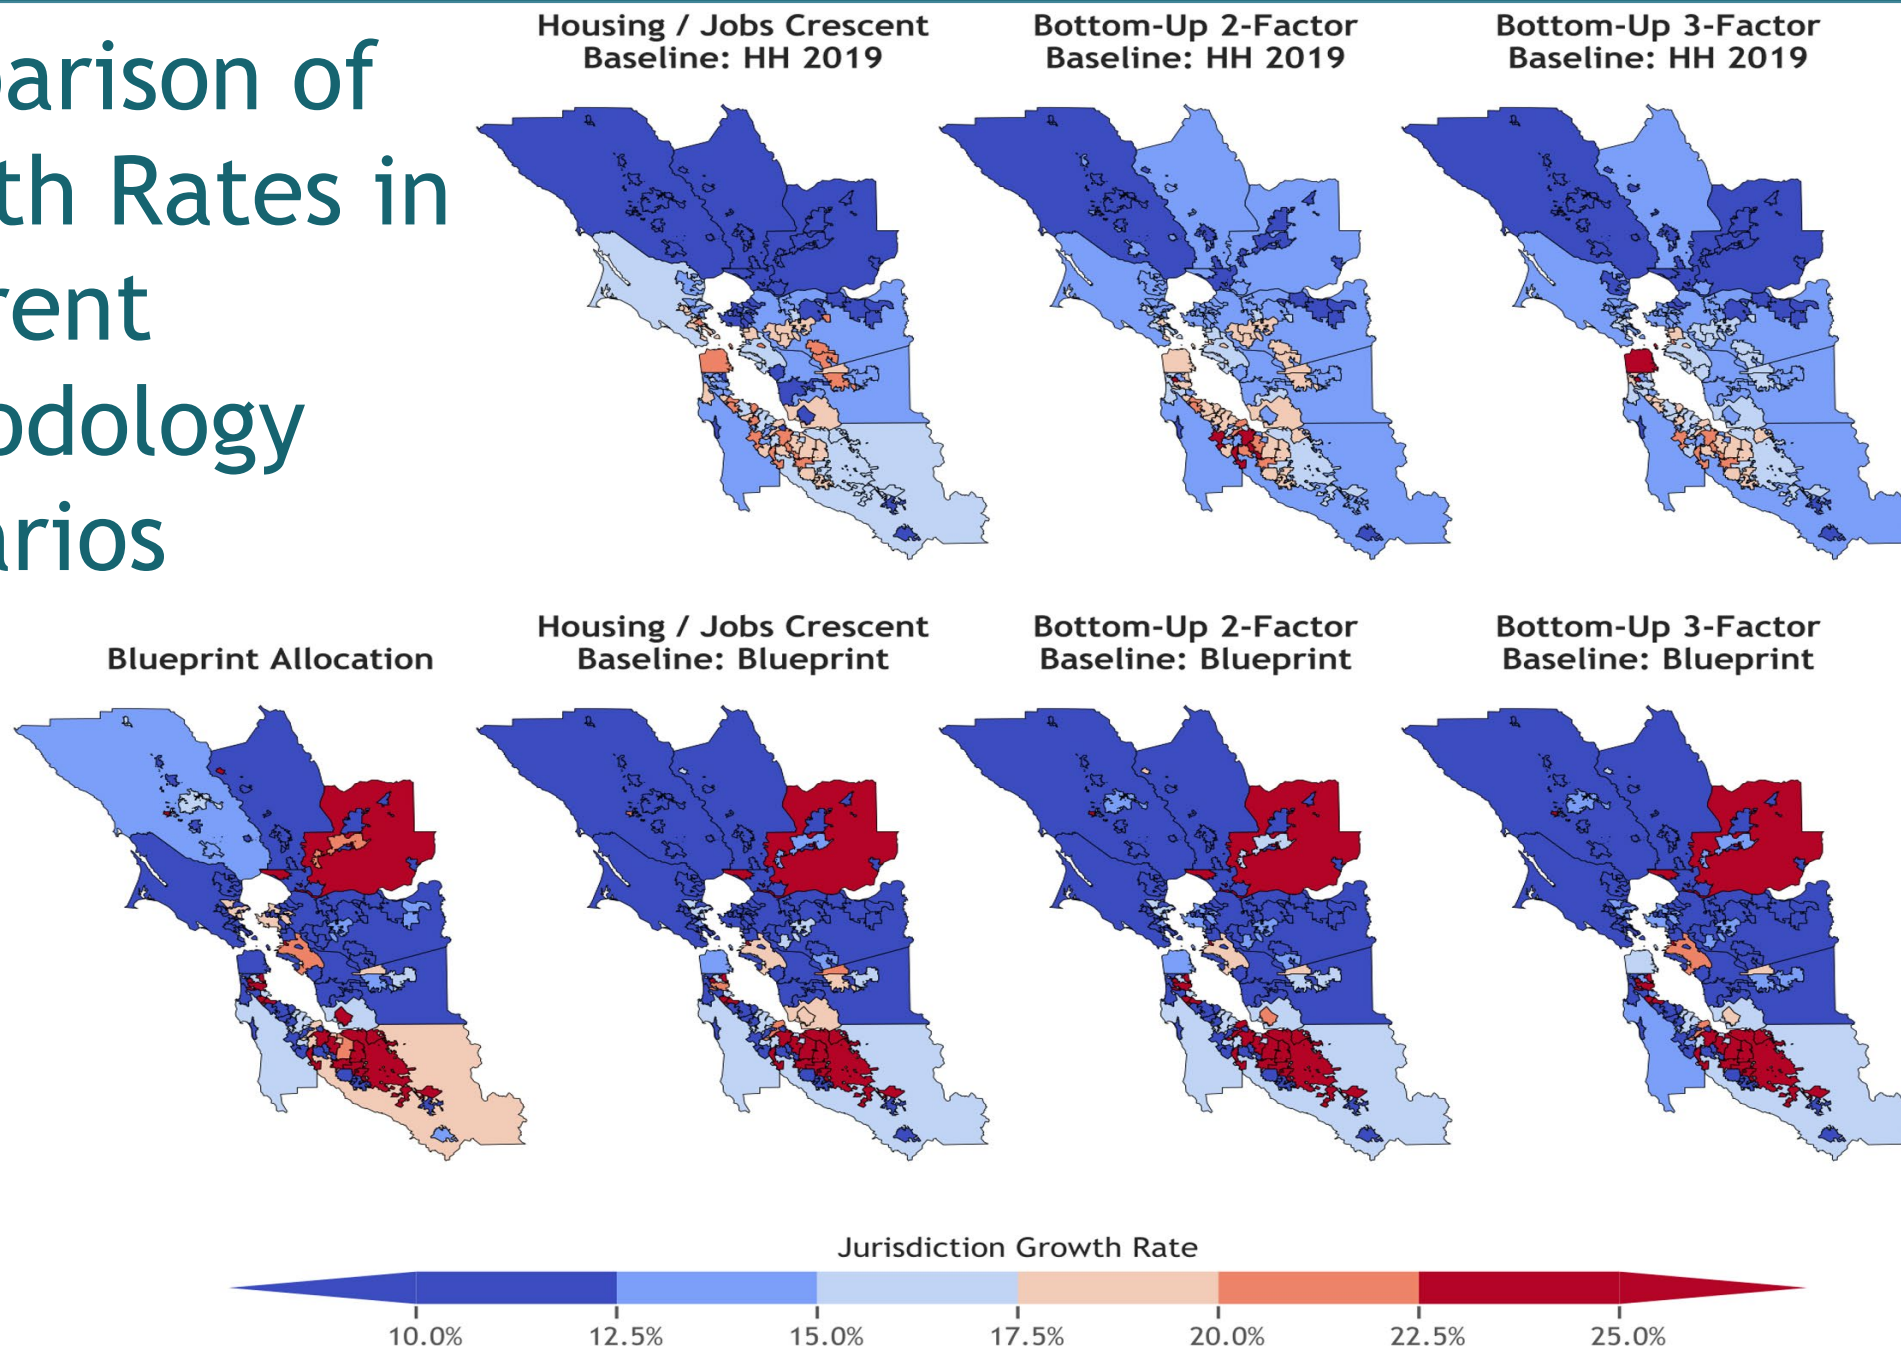 parison of
th Rates in
rent
odology
arios
Housing / Jobs Crescent
Baseline: HH 2019
Bottom-Up 2-Factor
Baseline: HH 2019
Bottom-Up 3-Factor
Baseline: HH 2019
Blueprint Allocation
Housing / Jobs Crescent
Baseline: Blueprint
Bottom-Up 2-Factor
Baseline: Blueprint
Bottom-Up 3-Factor
Baseline: Blueprint
Jurisdiction Growth Rate
10.0% 12.5% 15.0% 17.5% 20.0% 22.5% 25.0%